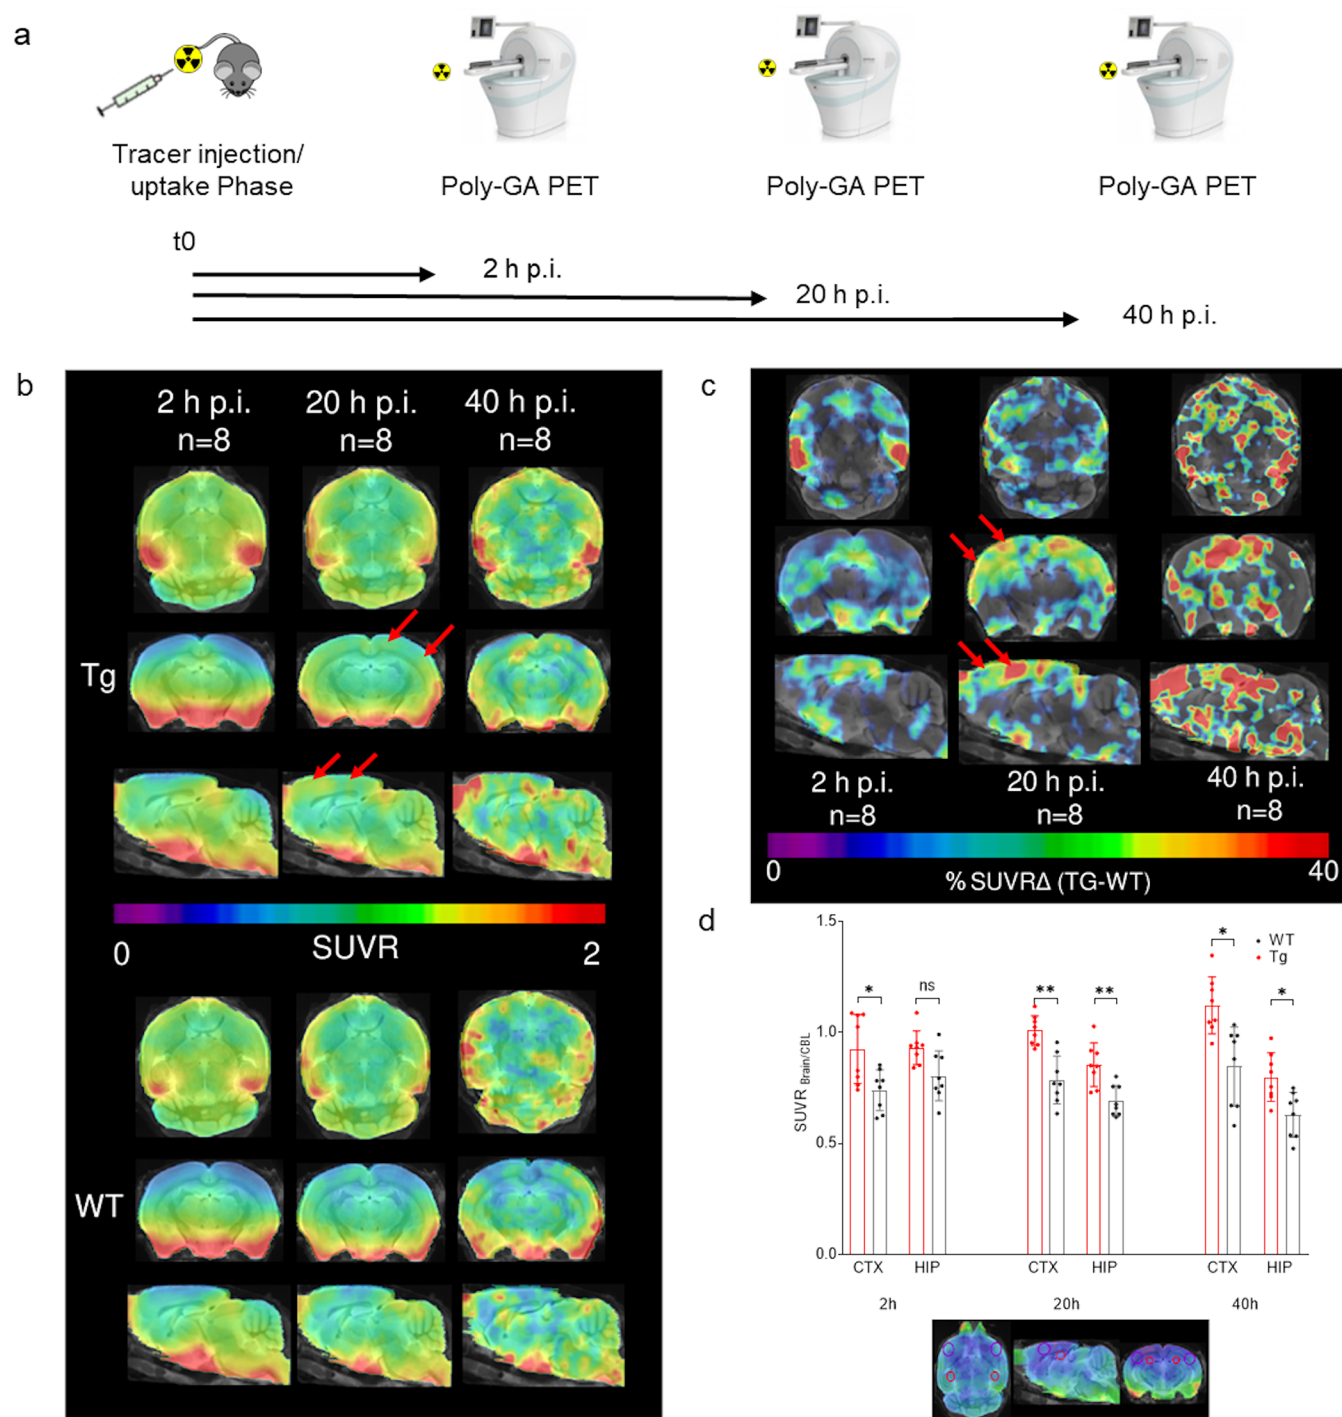 a
Tracer injection/
uptake Phase
Poly-GA PET
Poly-GA PET
Poly-GA PET
t0
2 h p.i.
20 h p.i.
40 h p.i.
b
2 h p.i.
n=8
20 h p.i.
n=8
40 h p.i.
n=8
Tg
0
SUVR
2
WT
c
2 h p.i.
n=8
20 h p.i.
n=8
40 h p.i.
n=8
0
% SUVRΔ (TG-WT)
40
d
1.5
1.0
0.5
0.0
SUVR Brain/CBL
* ns ** ** * *
WT
Tg
CTX HIP CTX HIP CTX HIP
2h 20h 40h